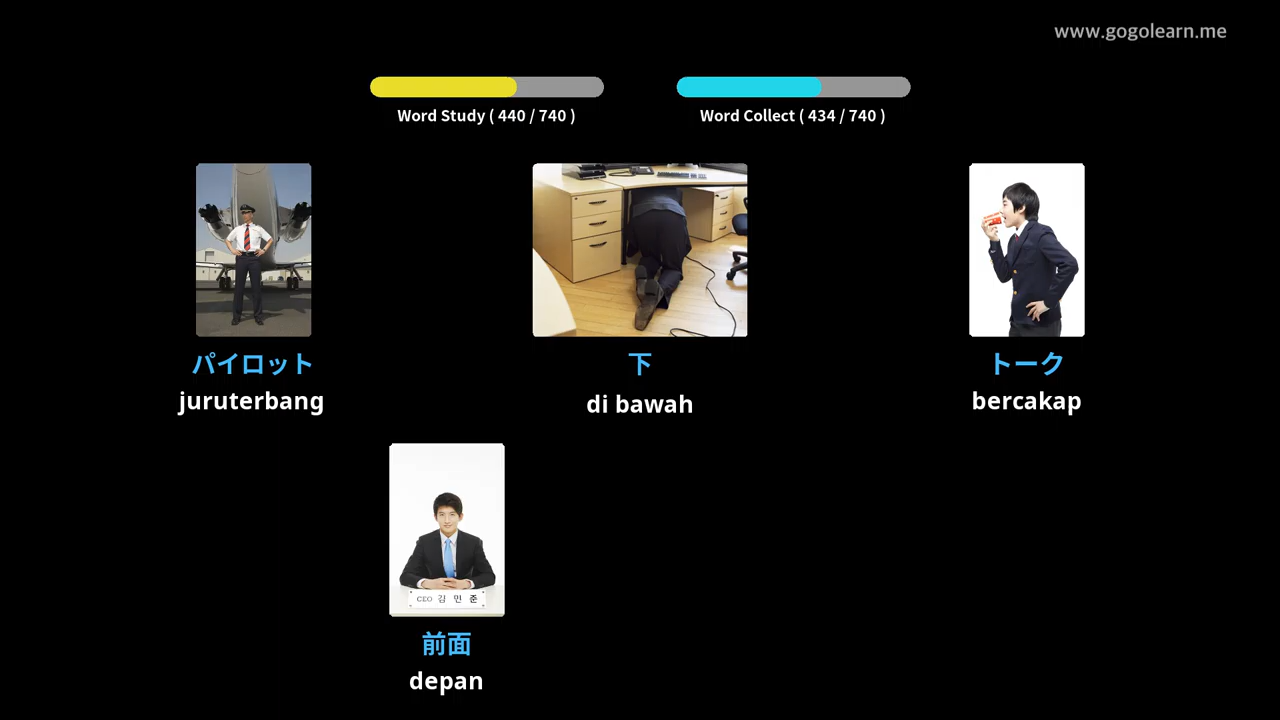 www.gogolearn.me
Word Study ( 440 / 740 )
Word Collect ( 434 / 740 )
パイロット
juruterbang
下
di bawah
トーク
bercakap
CEO 김 민 준
前面
depan